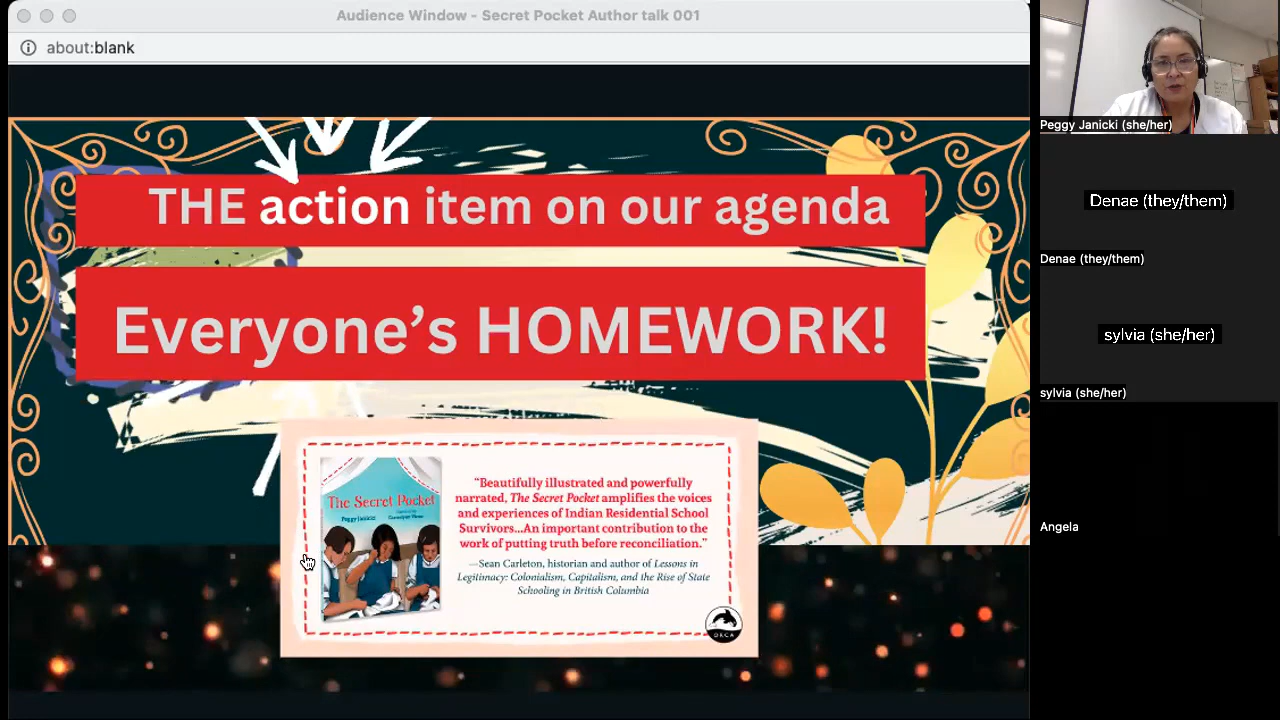 Audience Window - Secret Pocket Author talk 001
about:blank
THE action item on our agenda
Everyone's HOMEWORK!
The Secret Pocket
Peggy Janicki
"Beautifully illustrated and powerfully
narrated, The Secret Pocket amplifies the voices
and experiences of Indian Residential School
Survivors...An important contribution to the
work of putting truth before reconciliation."
—Sean Carleton, historian and author of Lessons in
Legitimacy: Colonialism, Capitalism, and the Rise of State
Schooling in British Columbia
ORCA
Peggy Janicki (she/her)
Denae (they/them)
Denae (they/them)
sylvia (she/her)
sylvia (she/her)
Angela